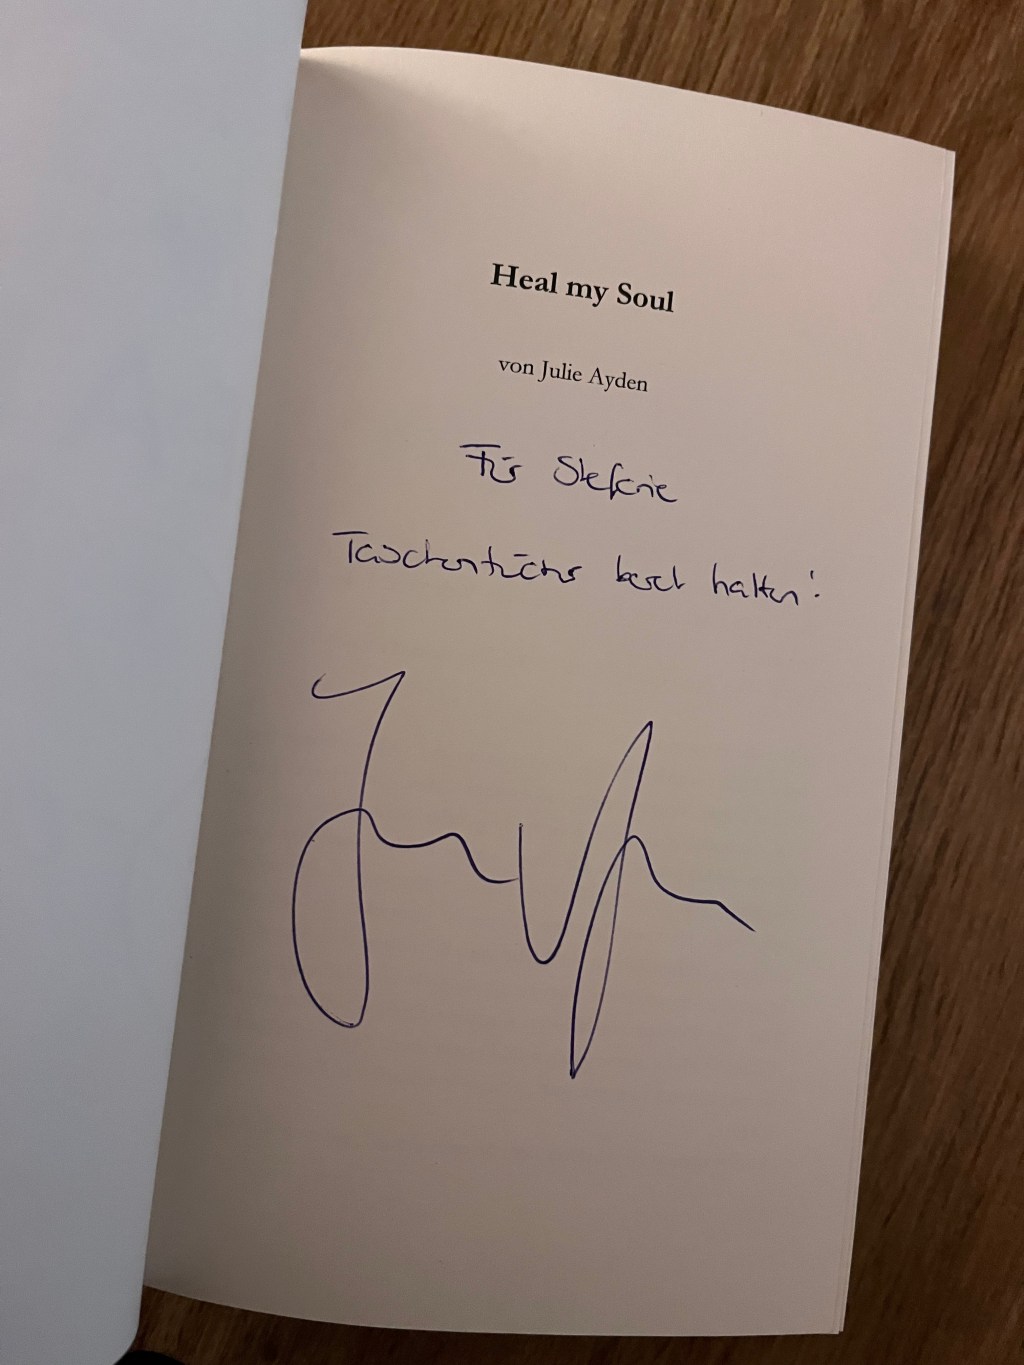 Heal my Soul
von Julie Ayden
Für Stefanie
Taschentücher bereit halten!